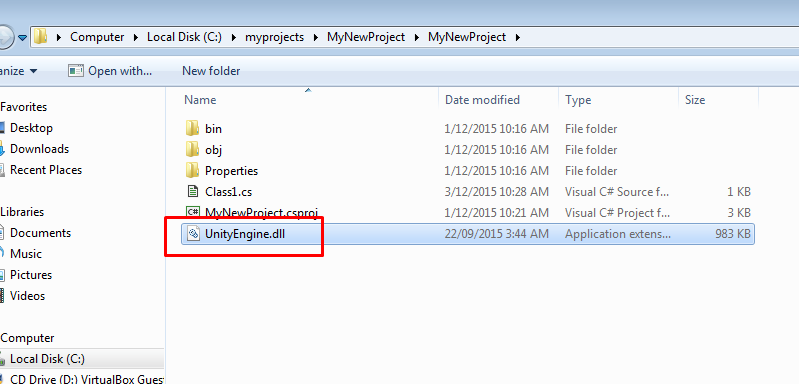 Computer Local Disk (C:) myprojects MyNewProject MyNewProject
anize Open with... New folder
Favorites
Desktop
Downloads
Recent Places
Libraries
Documents
Music
Pictures
Videos
Computer
Local Disk (C:)
CD Drive (D:) VirtualBox Gues
Name Date modified Type Size
bin 1/12/2015 10:16 AM File folder
obj 1/12/2015 10:16 AM File folder
Properties 1/12/2015 10:16 AM File folder
Class1.cs 3/12/2015 10:28 AM Visual C# Source f... 1 KB
C# MyNewProject.csproj 1/12/2015 10:21 AM Visual C# Project f... 3 KB
UnityEngine.dll 22/09/2015 3:44 AM Application extens... 983 KB